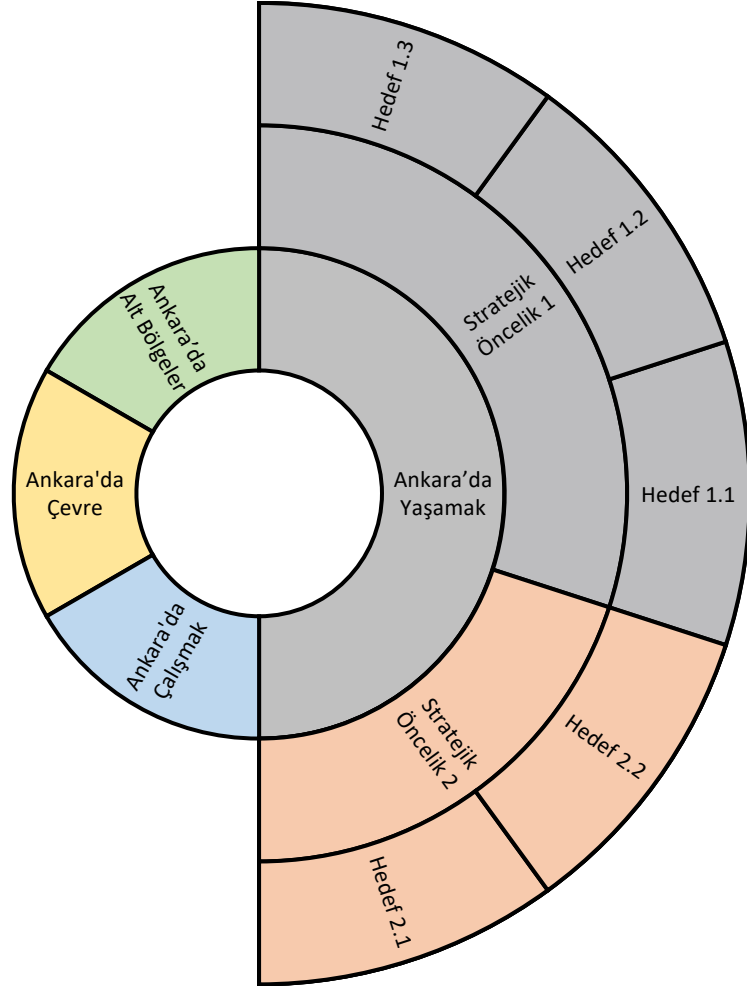 Hedef 1.3
Hedef 1.2
Stratejik
Öncelik 1
Ankara’da
Alt Bölgeler
Ankara'da
Çevre
Ankara’da
Yaşamak
Hedef 1.1
Ankara'da
Çalışmak
Stratejik
Öncelik 2
Hedef 2.2
Hedef 2.1